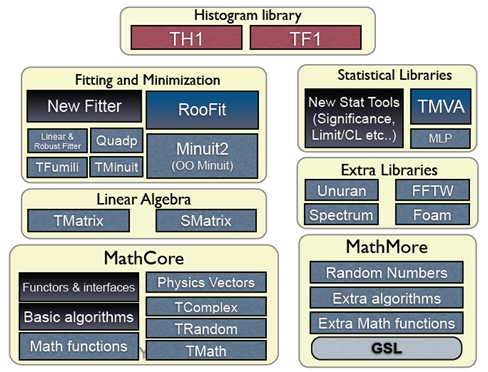 Histogram library
TH1
TF1
Fitting and Minimization
New Fitter
RooFit
Linear &
Robust Fitter
Quadp
TFumili
TMinuit
Minuit2
(OO Minuit)
Statistical Libraries
New Stat Tools
(Significance,
Limit/CL etc..)
TMVA
MLP
Linear Algebra
TMatrix
SMatrix
Extra Libraries
Unuran
FFTW
Spectrum
Foam
MathCore
Functors & interfaces
Basic algorithms
Math functions
Physics Vectors
TComplex
TRandom
TMath
MathMore
Random Numbers
Extra algorithms
Extra Math functions
GSL